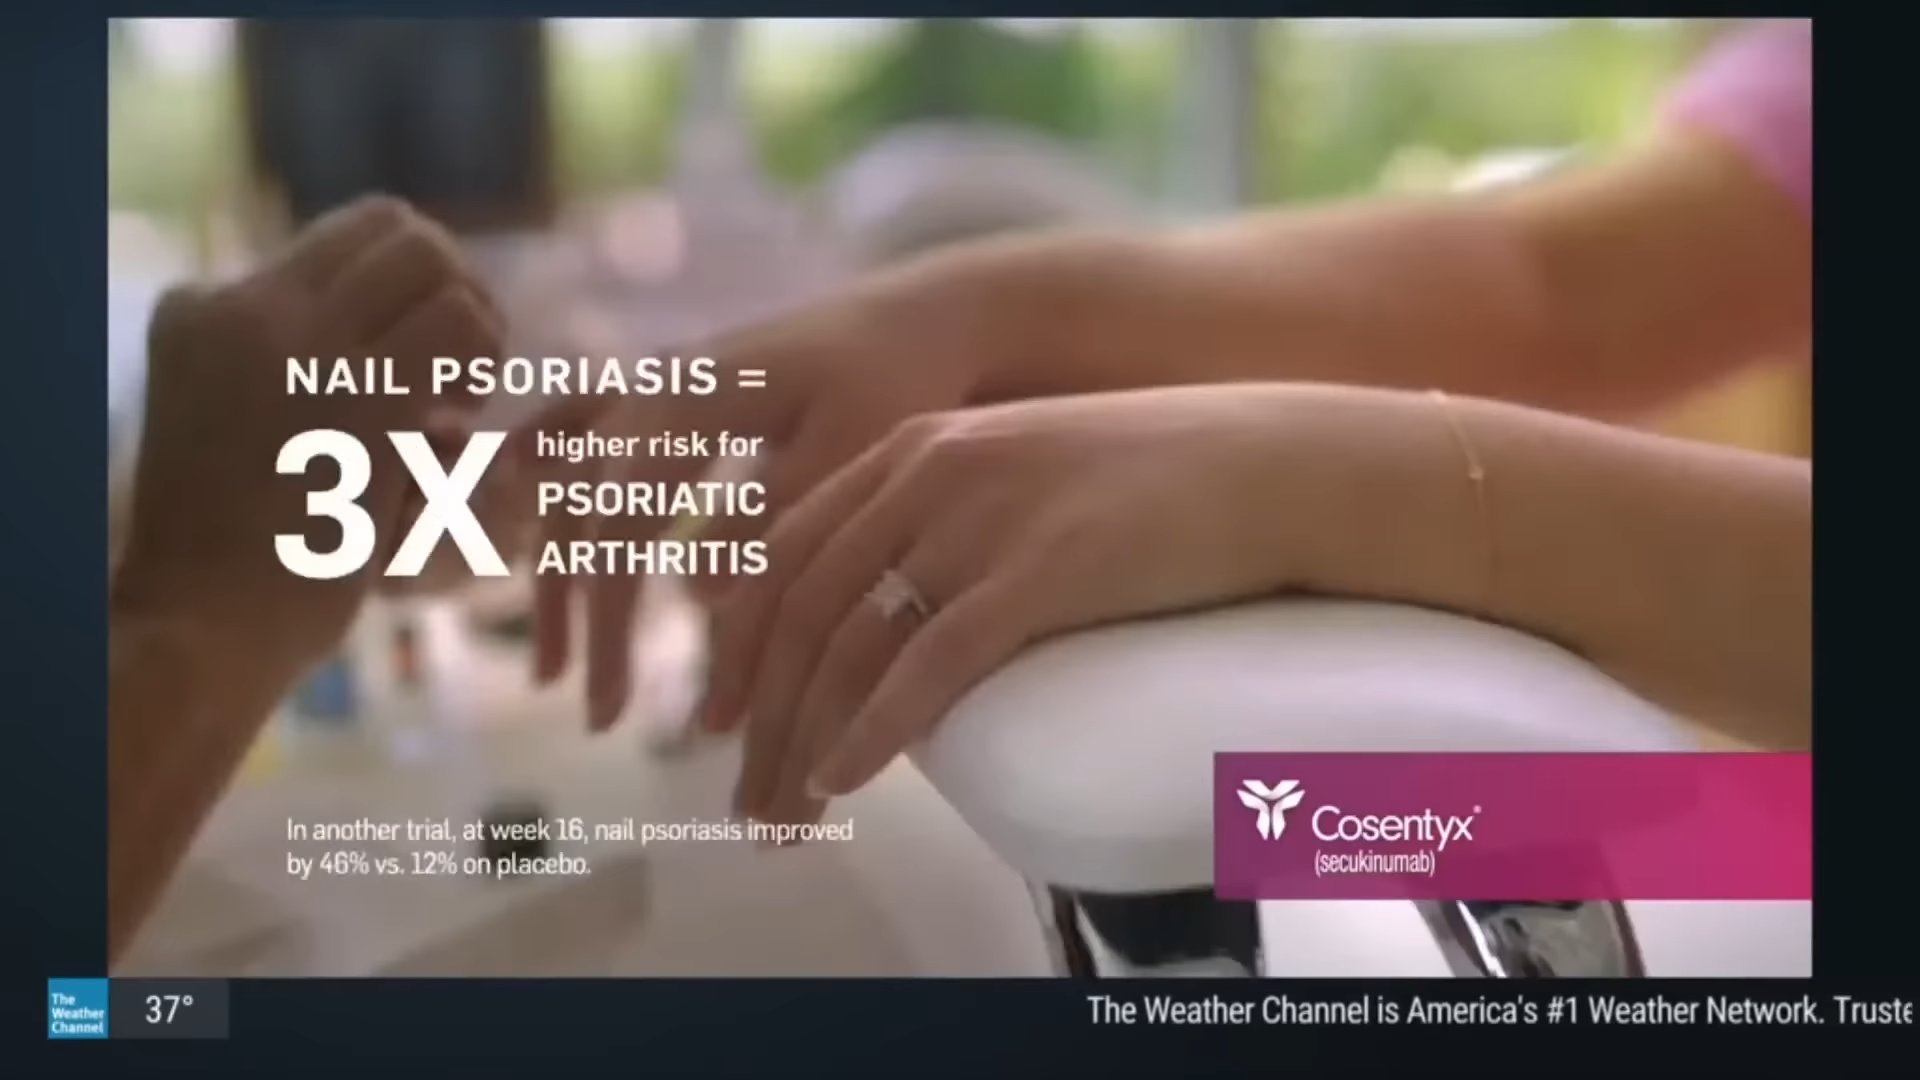 NAIL PSORIASIS =
3X higher risk for
PSORIATIC
ARTHRITIS
In another trial, at week 16, nail psoriasis improved
by 46% vs. 12% on placebo.
Cosentyx®
(secukinumab)
The
Weather
Channel
37°
The Weather Channel is America's #1 Weather Network. Truste